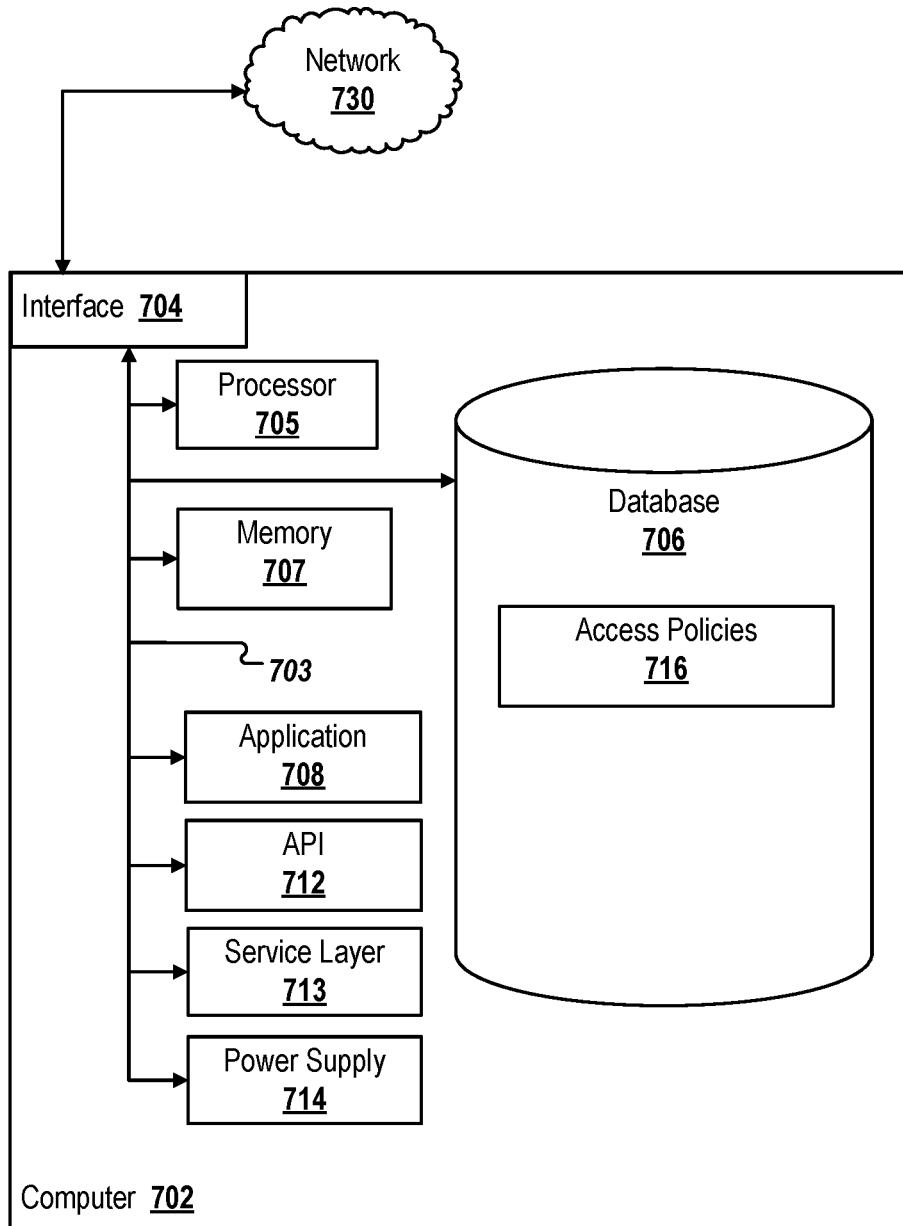 Network
730
Interface 704
Processor
705
Database
706
Memory
707
Access Policies
716
703
Application
708
API
712
Service Layer
713
Power Supply
714
Computer 702